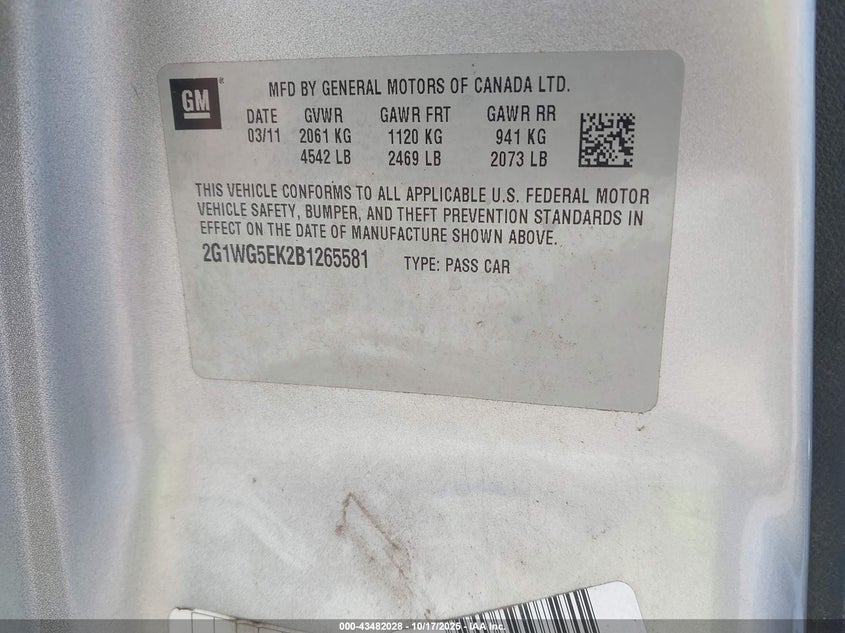 GM
®
MFD BY GENERAL MOTORS OF CANADA LTD.
DATE GVWR GAWR FRT GAWR RR
03/11 2061 KG 1120 KG 941 KG
4542 LB 2469 LB 2073 LB
THIS VEHICLE CONFORMS TO ALL APPLICABLE U.S. FEDERAL MOTOR
VEHICLE SAFETY, BUMPER, AND THEFT PREVENTION STANDARDS IN
EFFECT ON THE DATE OF MANUFACTURE SHOWN ABOVE.
2G1WG5EK2B1265581 TYPE: PASS CAR
000-43482028 - 10/17/2025 - IAA Inc.